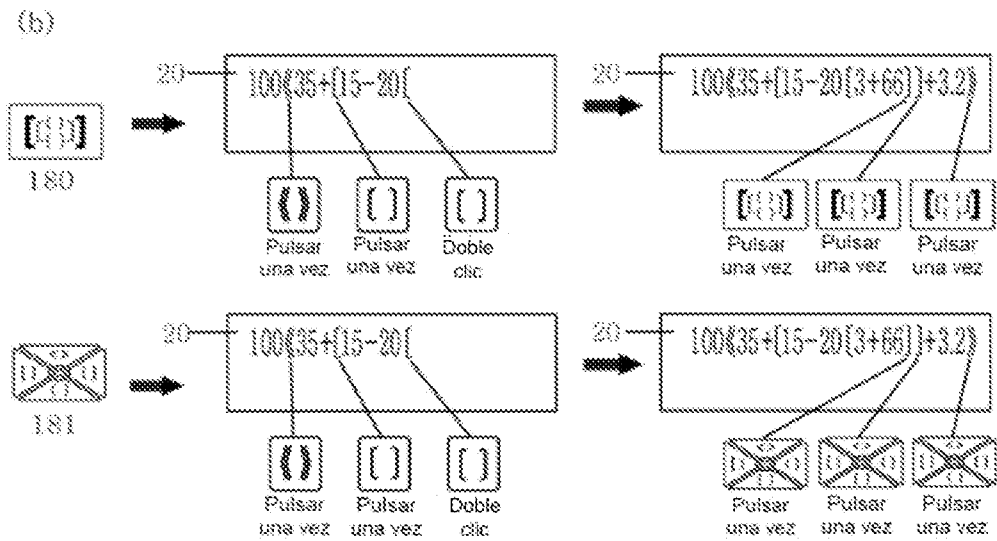 (b)
20
100⟪35+[15-20[
20
100⟪35+[15-20[3+66]]+3.2⟫
180
⟪⟫ [ ] [ ]
Pulsar Pulsar Doble
una vez una vez clic
Pulsar Pulsar Pulsar
una vez una vez una vez
20
100⟪35+[15-20[
20
100⟪35+[15-20[3+66]]+3.2⟫
181
⟪⟫ [ ] [ ]
Pulsar Pulsar Doble
una vez una vez clic
Pulsar Pulsar Pulsar
una vez una vez una vez